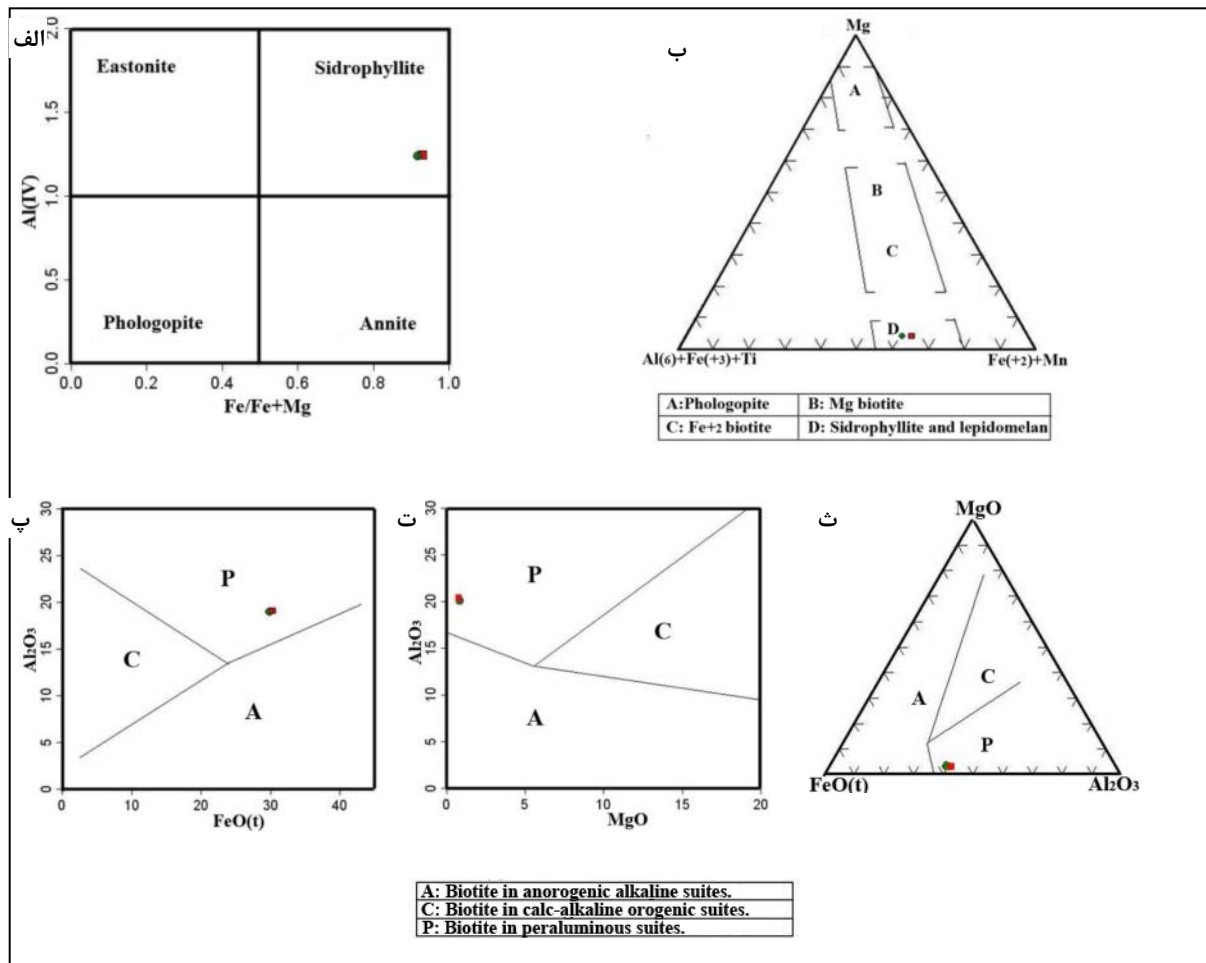 الف
2.0
1.5
1.0
0.5
0.0
Al(IV)
Eastonite
Sidrophyllite
Phologopite
Annite
0.0 0.2 0.4 0.6 0.8 1.0
Fe/Fe+Mg
ب
Mg
A
B
C
D
Al(6)+Fe(+3)+Ti
Fe(+2)+Mn
A:Phologopite B: Mg biotite
C: Fe+2 biotite D: Sidrophyllite and lepidomelan
پ
30
25
20
15
10
5
0
Al₂O₃
P
C
A
0 10 20 30 40
FeO(t)
ت
30
25
20
15
10
5
0
Al₂O₃
P
C
A
0 5 10 15 20
MgO
ث
MgO
A
C
P
FeO(t)
Al₂O₃
A: Biotite in anorogenic alkaline suites.
C: Biotite in calc-alkaline orogenic suites.
P: Biotite in peraluminous suites.